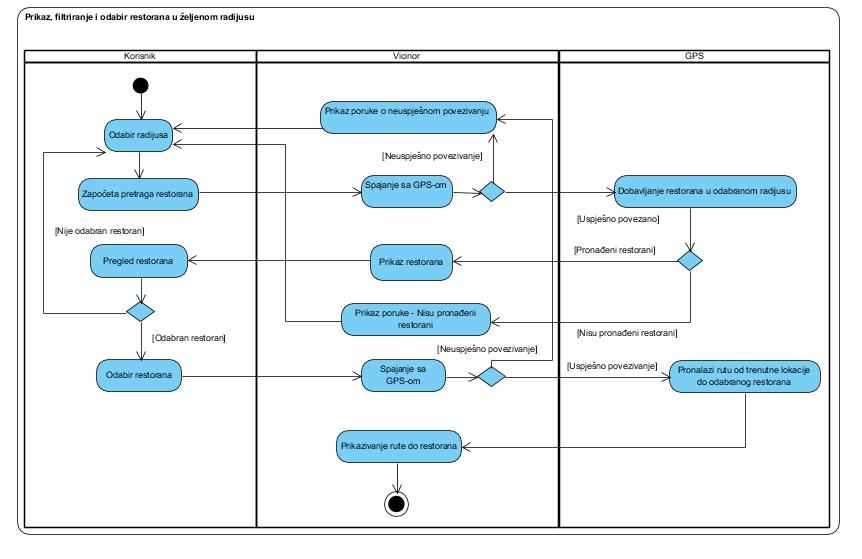 Prikaz, filtriranje i odabir restorana u željenom radijusu
Korisnik
Vicinor
GPS
Prikaz poruke o neuspješnom povezivanju
Odabir radijusa
[Neuspješno povezivanje]
Započeta pretraga restorana
Spajanje sa GPS-om
Dobavljanje restorana u odabranom radijusu
[Uspješno povezano]
[Nije odabran restoran]
[Pronađeni restorani]
Pregled restorana
Prikaz restorana
Prikaz poruke - Nisu pronađeni
restorani
[Nisu pronađeni restorani]
[Odabran restoran]
[Neuspješno povezivanje]
[Uspješno povezivanje]
Odabir restorana
Spajanje sa
GPS-om
Pronalazi rutu od trenutne lokacije
do odabranog restorana
Prikazivanje rute do restorana